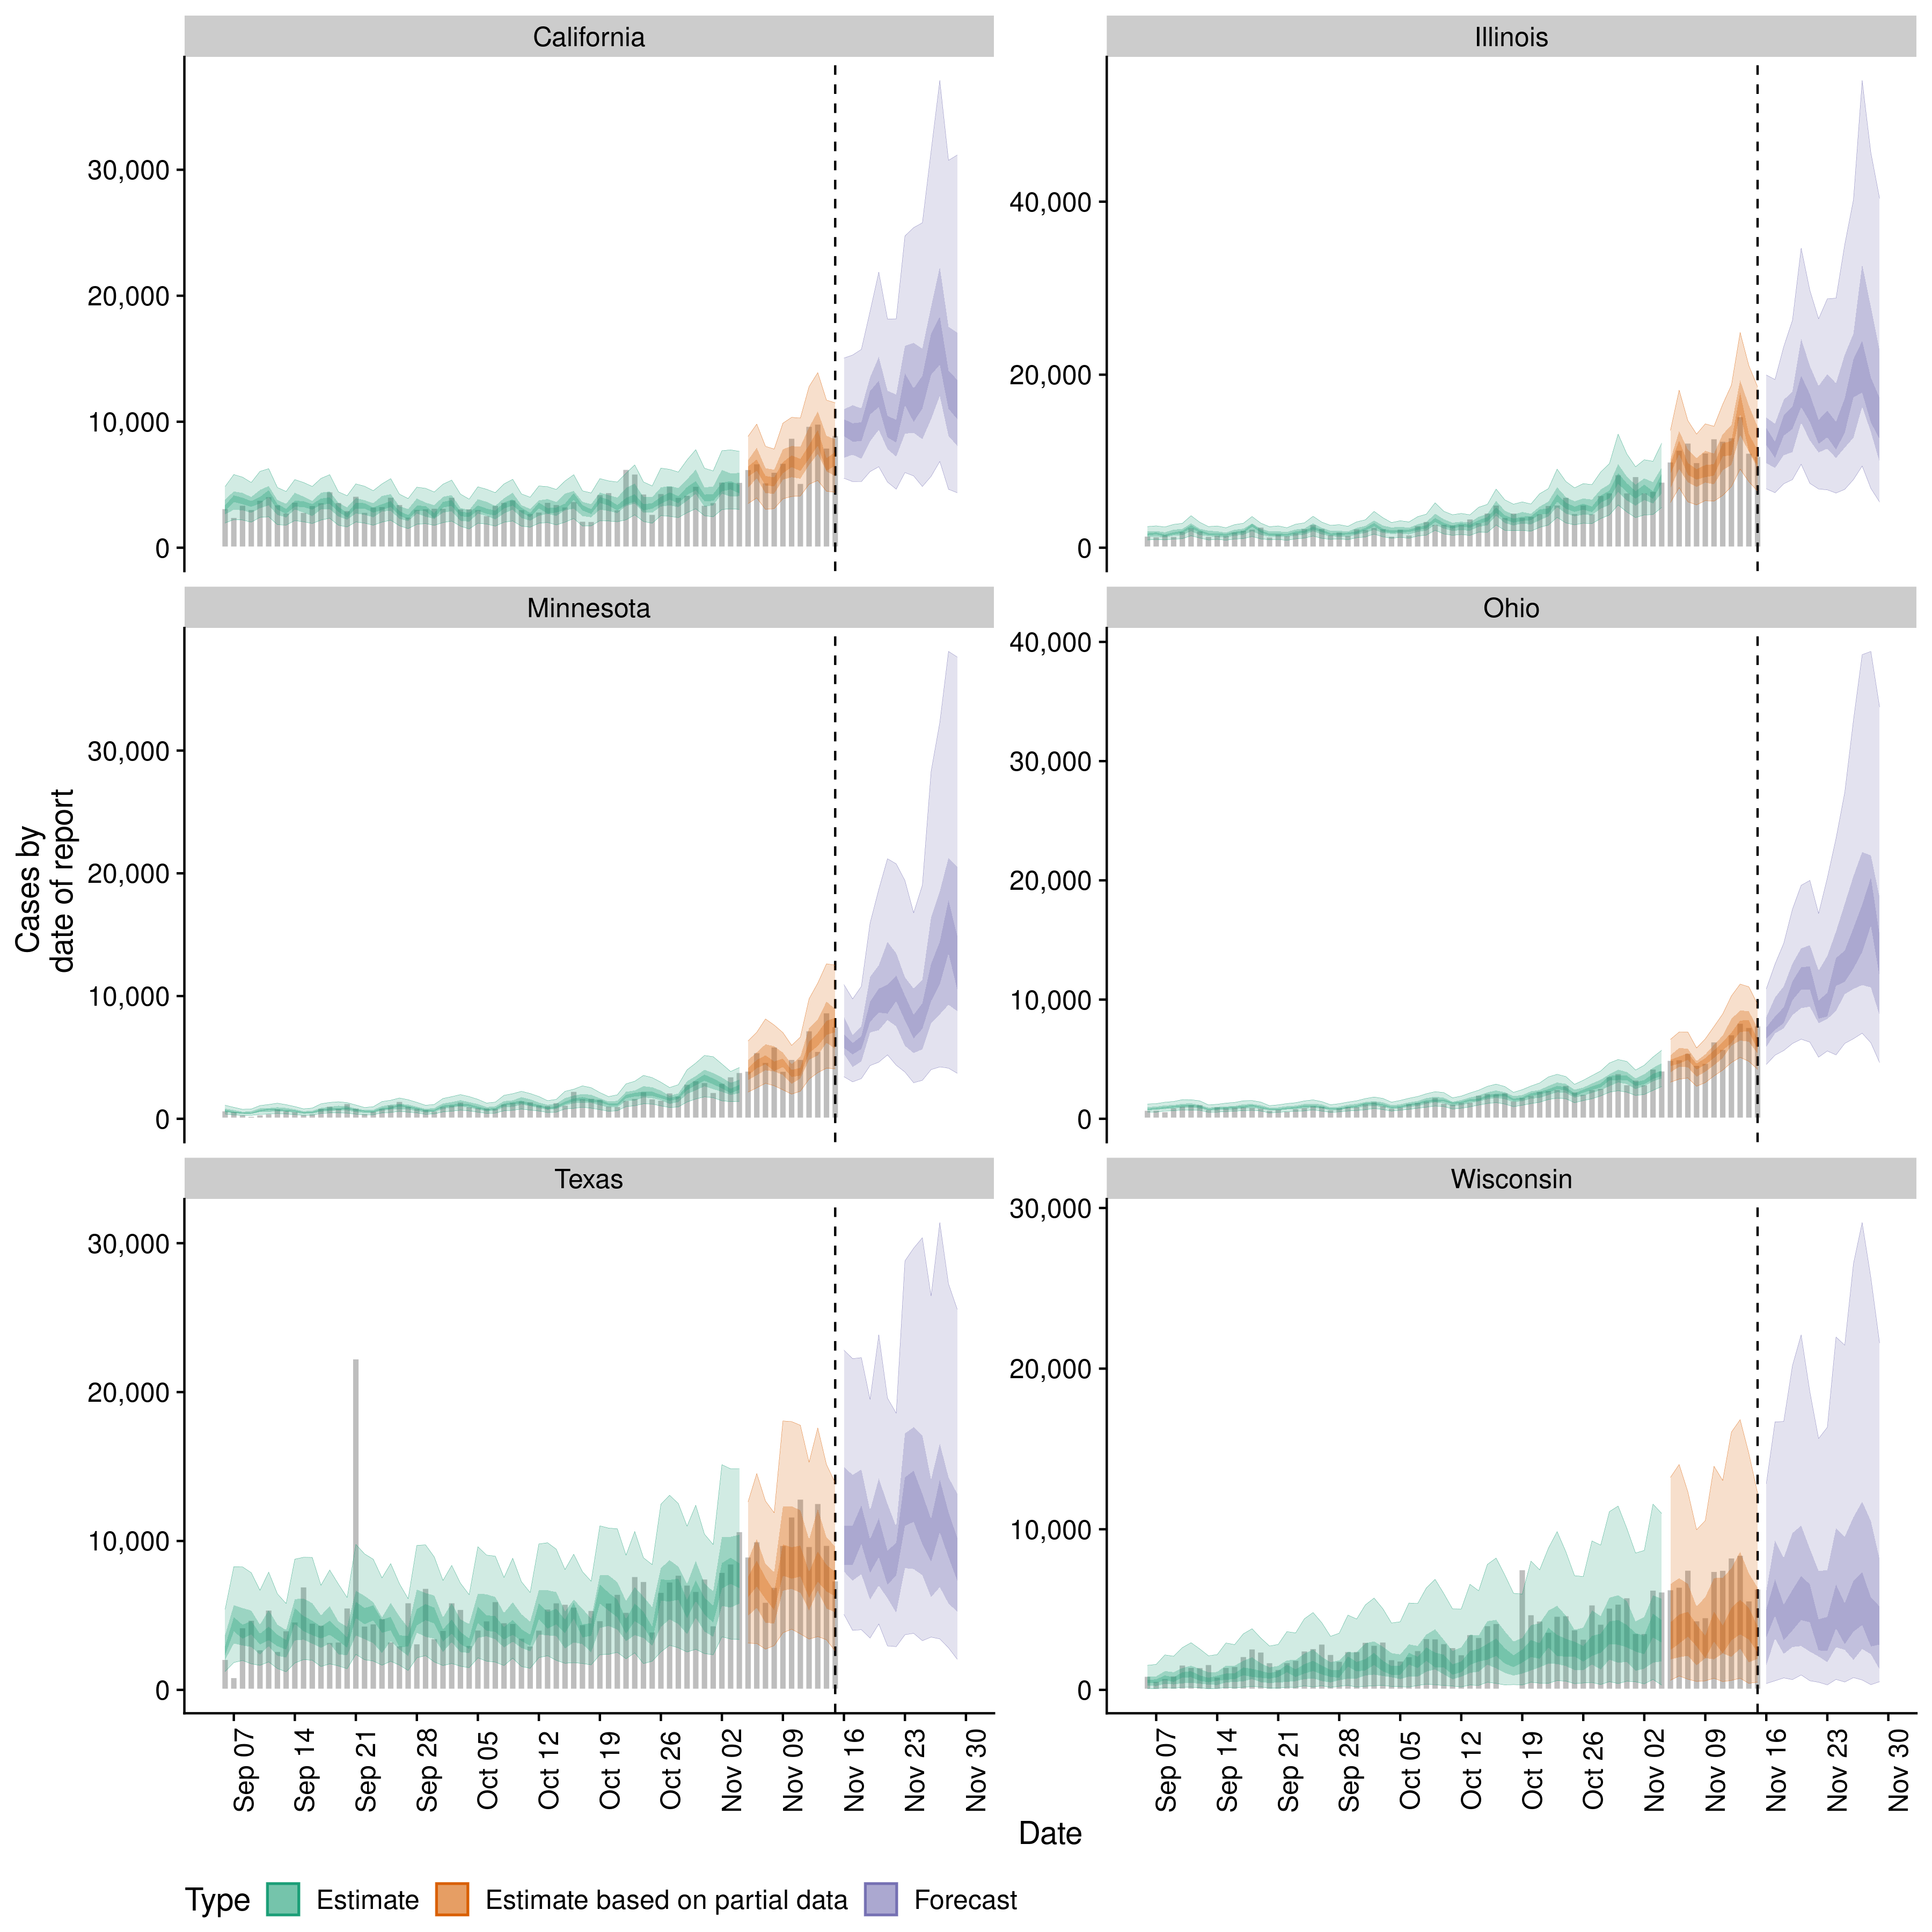 California
Illinois
30,000
20,000
10,000
0
40,000
20,000
0
Minnesota
Ohio
30,000
20,000
10,000
0
40,000
30,000
20,000
10,000
0
Texas
Wisconsin
30,000
20,000
10,000
0
30,000
20,000
10,000
0
Cases by
date of report
Sep 07
Sep 14
Sep 21
Sep 28
Oct 05
Oct 12
Oct 19
Oct 26
Nov 02
Nov 09
Nov 16
Nov 23
Nov 30
Sep 07
Sep 14
Sep 21
Sep 28
Oct 05
Oct 12
Oct 19
Oct 26
Nov 02
Nov 09
Nov 16
Nov 23
Nov 30
Date
Type Estimate Estimate based on partial data Forecast